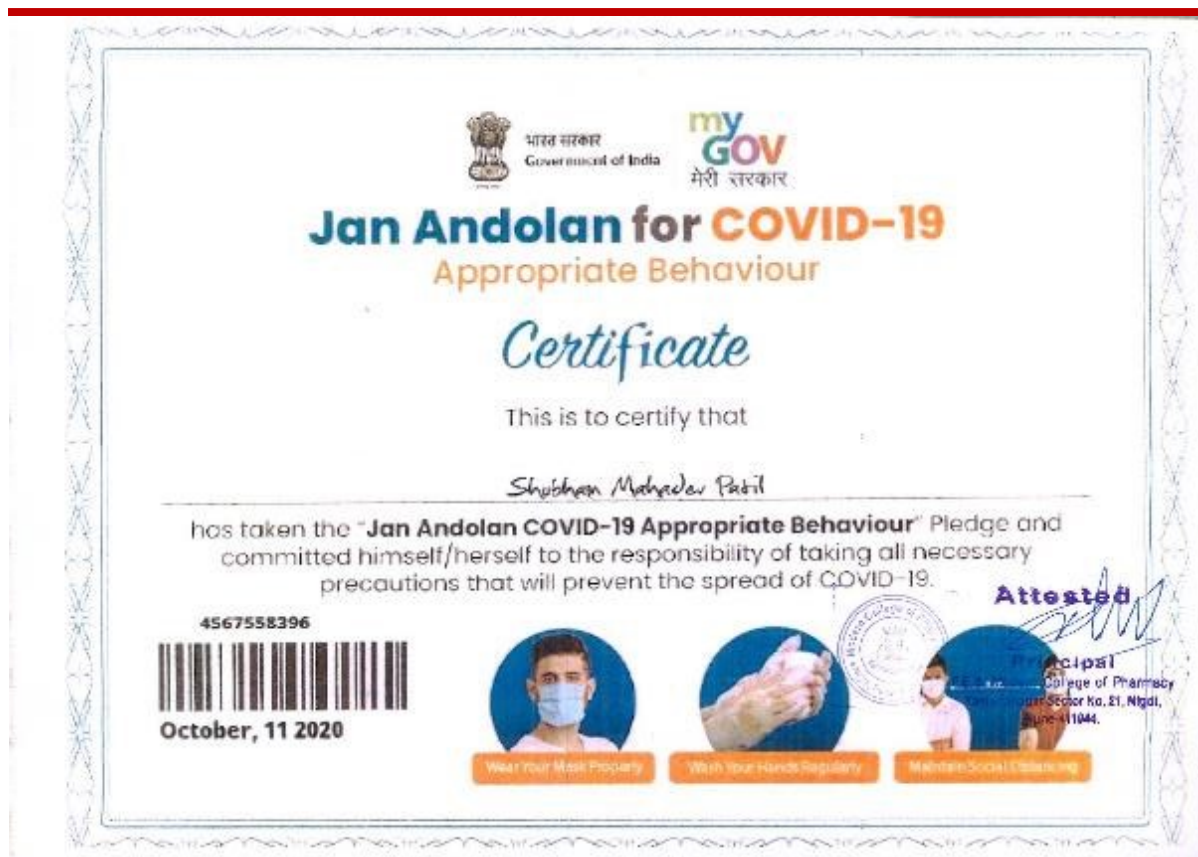 भारत सरकार
Government of India
my
GOV
मेरी सरकार
Jan Andolan for COVID-19
Appropriate Behaviour
Certificate
This is to certify that
Shubham Mahadev Patil
has taken the "Jan Andolan COVID-19 Appropriate Behaviour" Pledge and
committed himself/herself to the responsibility of taking all necessary
precautions that will prevent the spread of COVID-19.
4567558396
October, 11 2020
Attested
Principal
College of Pharmacy
Sector No. 21, Nigdi,
Pune-411044.
Wear Your Mask Properly
Wash Your Hands Regularly
Maintain Social Distancing